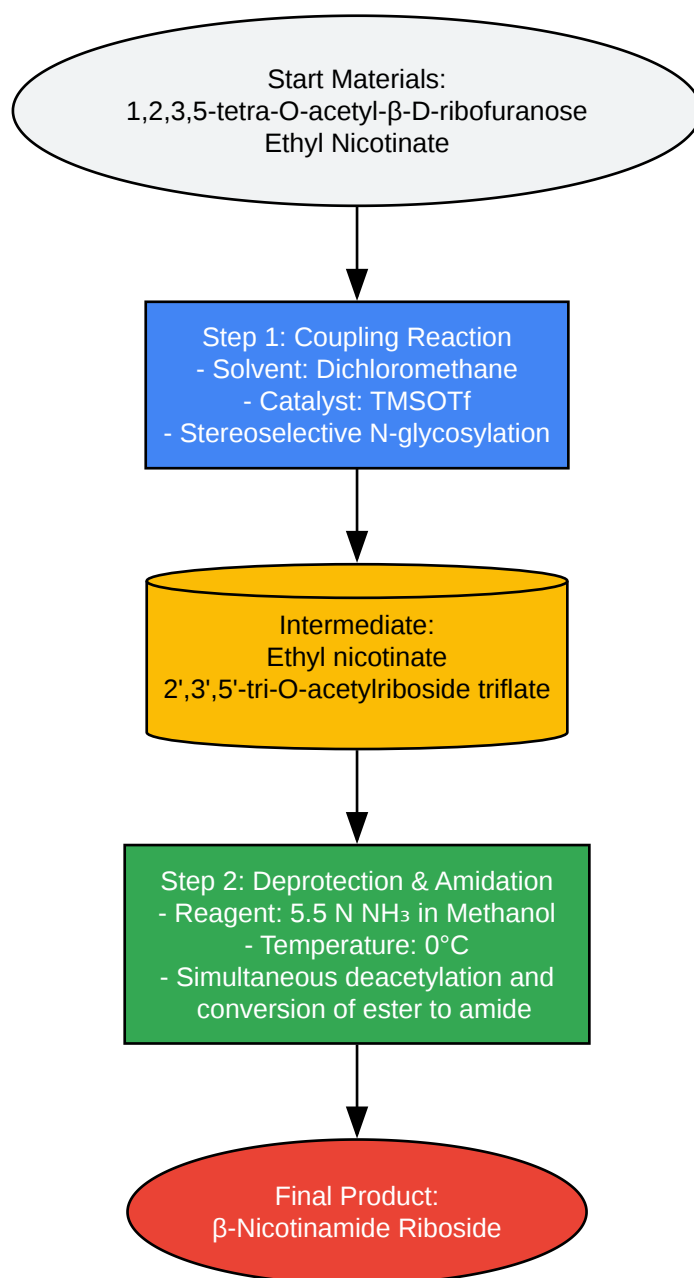 Start Materials:
1,2,3,5-tetra-O-acetyl-β-D-ribofuranose
Ethyl Nicotinate
Step 1: Coupling Reaction
- Solvent: Dichloromethane
- Catalyst: TMSOTf
- Stereoselective N-glycosylation
Intermediate:
Ethyl nicotinate
2',3',5'-tri-O-acetylriboside triflate
Step 2: Deprotection & Amidation
- Reagent: 5.5 N NH₃ in Methanol
- Temperature: 0°C
- Simultaneous deacetylation and
conversion of ester to amide
Final Product:
β-Nicotinamide Riboside